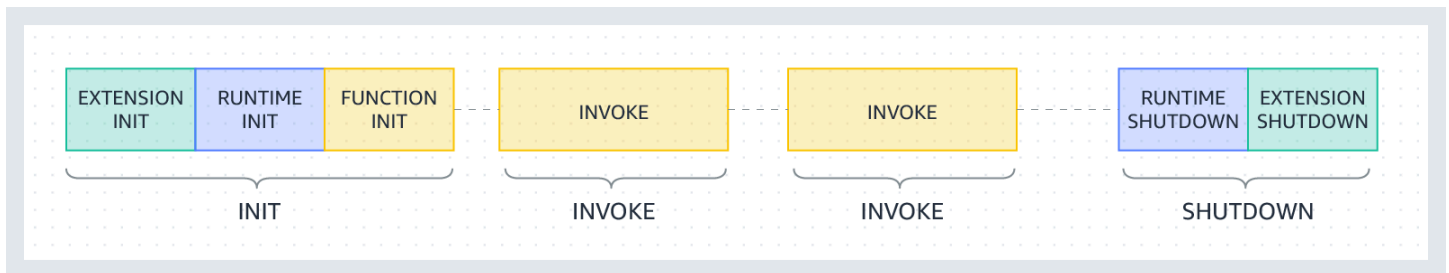 EXTENSION
INIT
RUNTIME
INIT
FUNCTION
INIT
INVOKE
INVOKE
RUNTIME
SHUTDOWN
EXTENSION
SHUTDOWN
INIT
INVOKE
INVOKE
SHUTDOWN